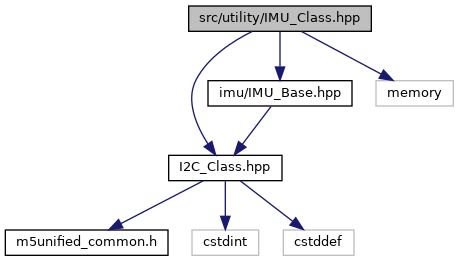 src/utility/IMU_Class.hpp
imu/IMU_Base.hpp
memory
I2C_Class.hpp
m5unified_common.h
cstdint
cstddef